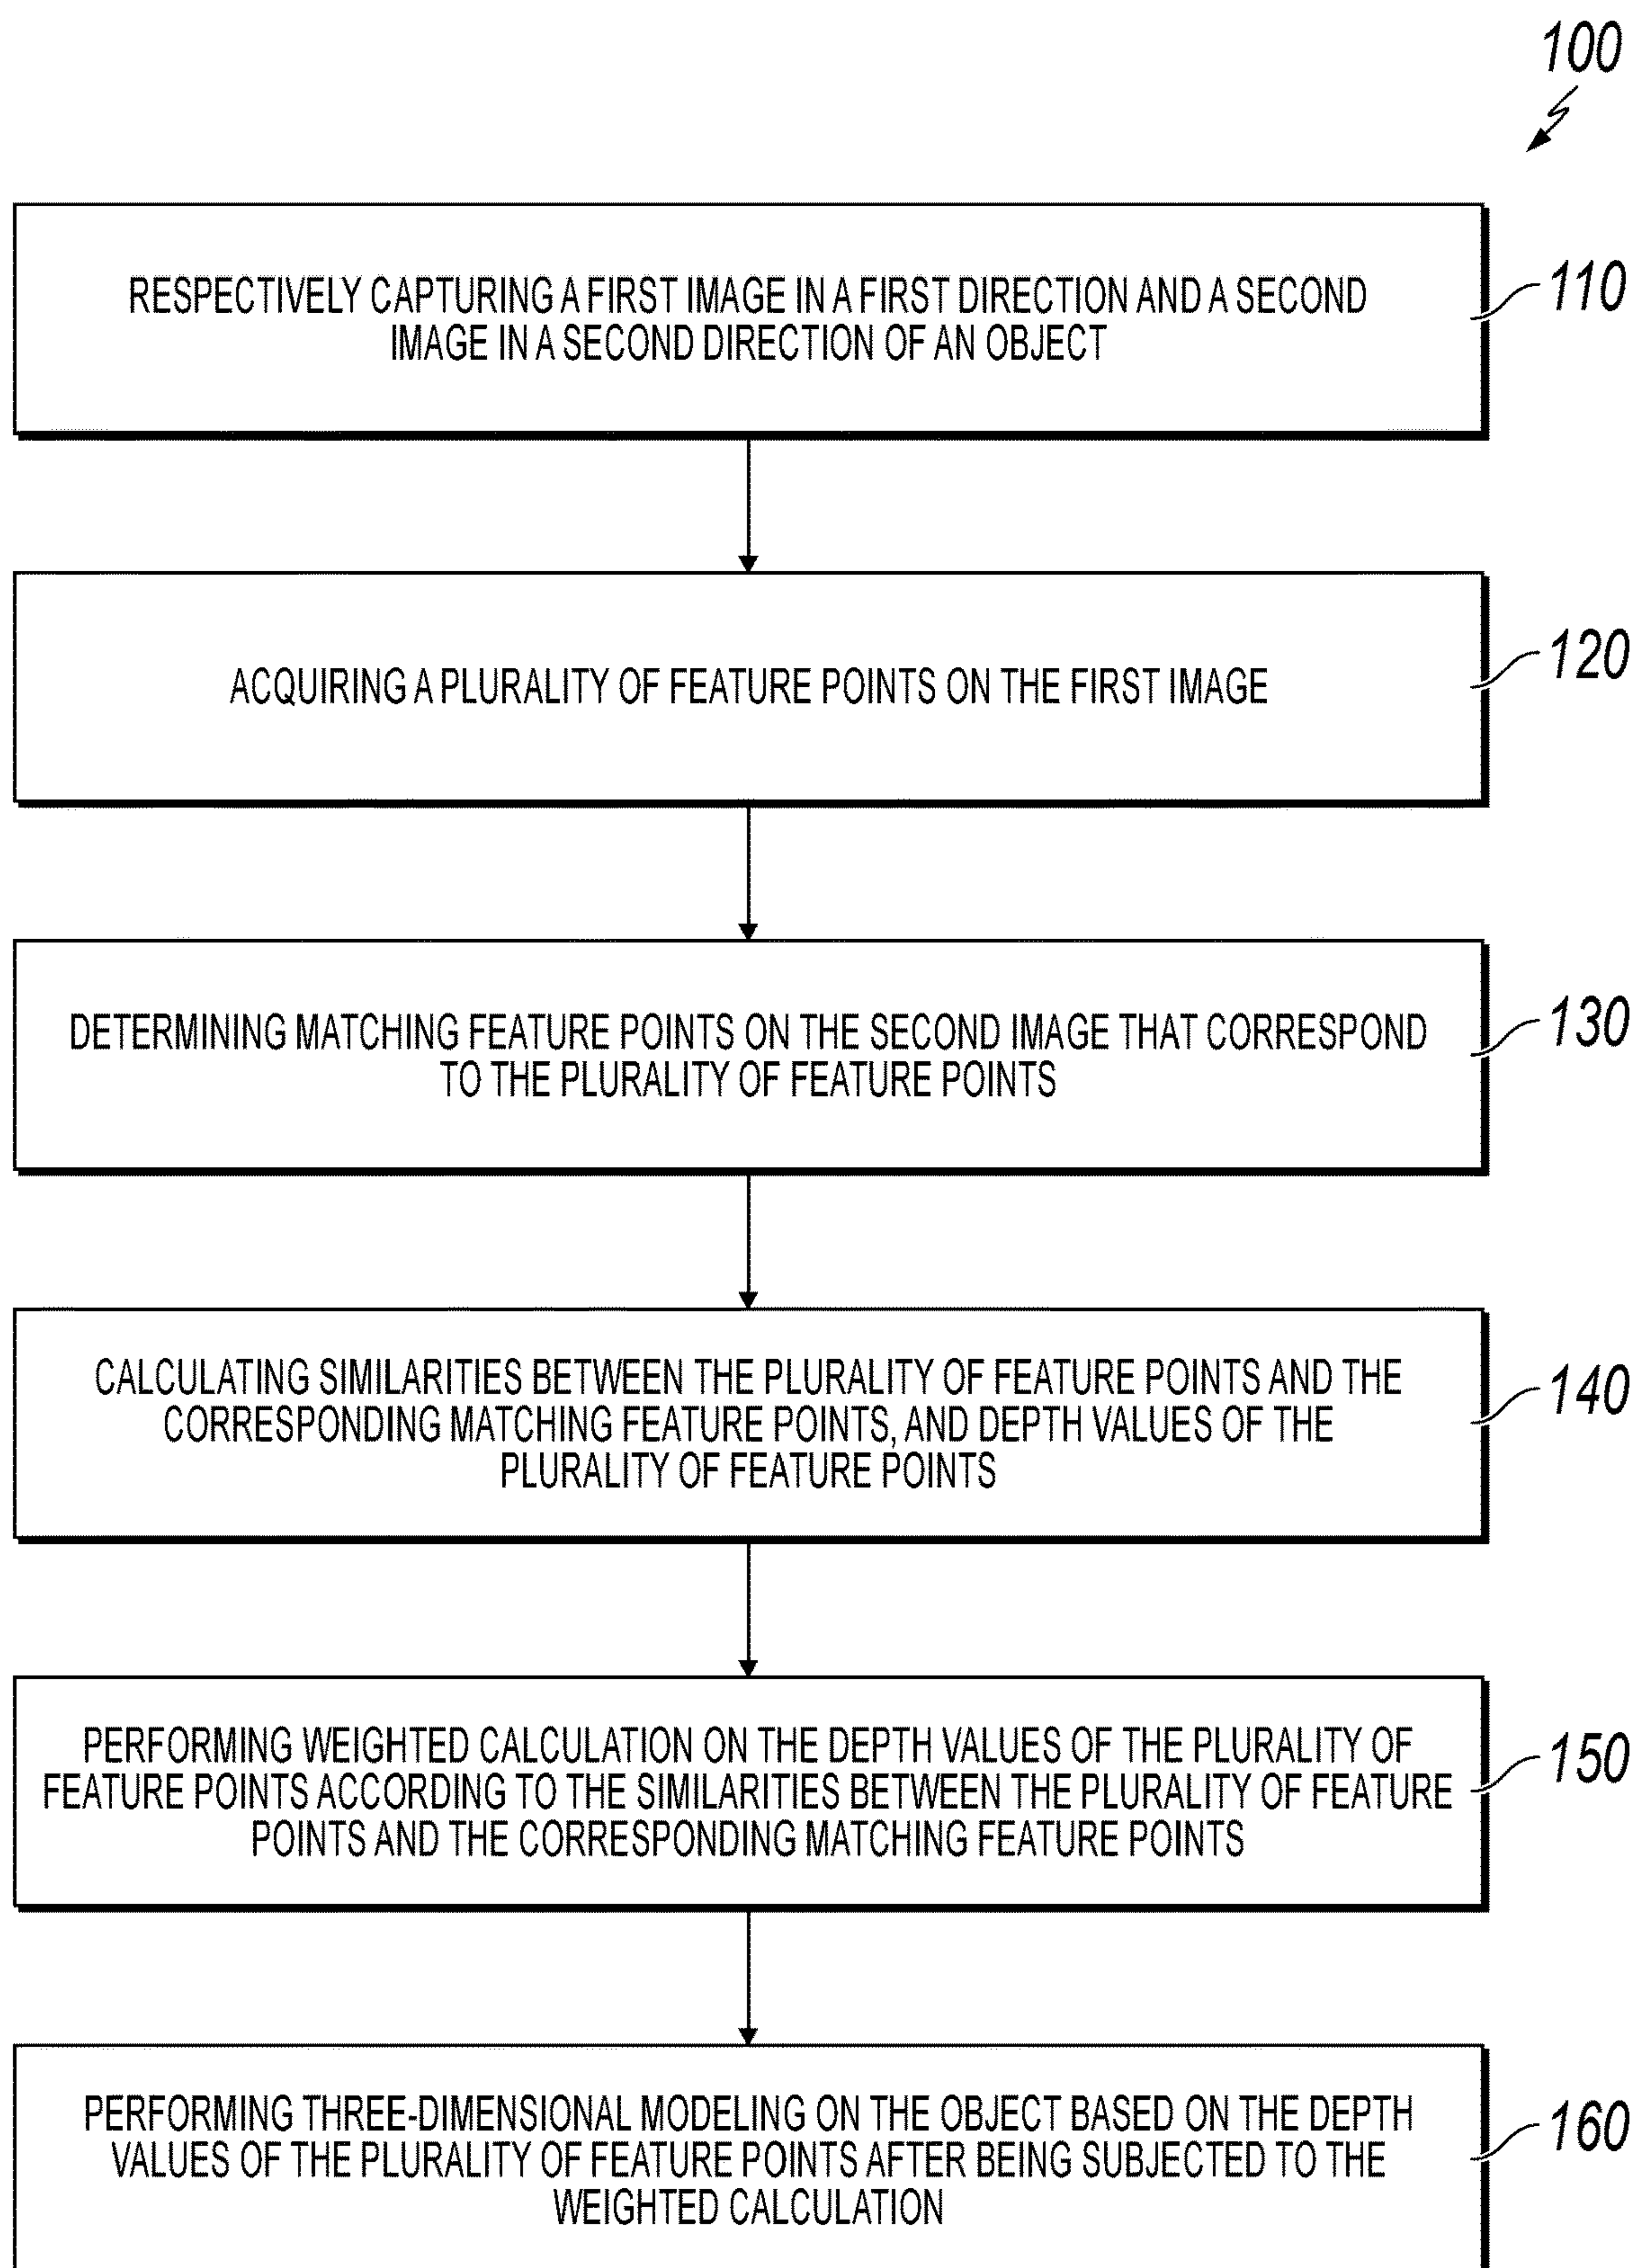 100
RESPECTIVELY CAPTURING A FIRST IMAGE IN A FIRST DIRECTION AND A SECOND
IMAGE IN A SECOND DIRECTION OF AN OBJECT
110
ACQUIRING A PLURALITY OF FEATURE POINTS ON THE FIRST IMAGE
120
DETERMINING MATCHING FEATURE POINTS ON THE SECOND IMAGE THAT CORRESPOND
TO THE PLURALITY OF FEATURE POINTS
130
CALCULATING SIMILARITIES BETWEEN THE PLURALITY OF FEATURE POINTS AND THE
CORRESPONDING MATCHING FEATURE POINTS, AND DEPTH VALUES OF THE
PLURALITY OF FEATURE POINTS
140
PERFORMING WEIGHTED CALCULATION ON THE DEPTH VALUES OF THE PLURALITY OF
FEATURE POINTS ACCORDING TO THE SIMILARITIES BETWEEN THE PLURALITY OF FEATURE
POINTS AND THE CORRESPONDING MATCHING FEATURE POINTS
150
PERFORMING THREE-DIMENSIONAL MODELING ON THE OBJECT BASED ON THE DEPTH
VALUES OF THE PLURALITY OF FEATURE POINTS AFTER BEING SUBJECTED TO THE
WEIGHTED CALCULATION
160